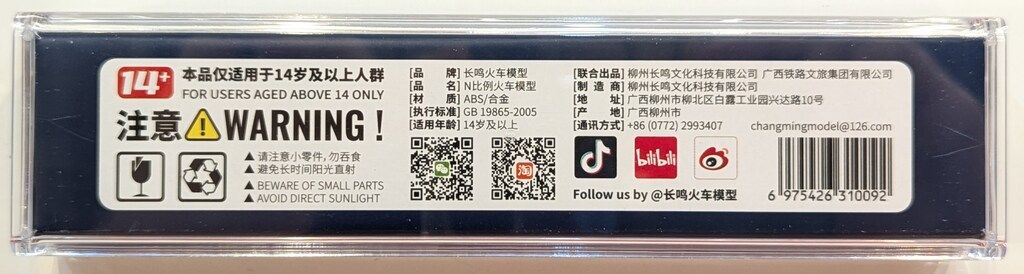 14+ 本品仅适用于14岁及以上人群
FOR USERS AGED ABOVE 14 ONLY
注意 WARNING !
▲ 请注意小零件，勿吞食
▲ 避免长时间阳光直射
▲ BEWARE OF SMALL PARTS
▲ AVOID DIRECT SUNLIGHT
[品 牌] 长鸣火车模型
[品 名] N比例火车模型
[材 质] ABS/合金
[执行标准] GB 19865-2005
[适用年龄] 14岁及以上
淘
[联合出品] 柳州长鸣文化科技有限公司 广西铁路文旅集团有限公司
[制 造 商] 柳州长鸣文化科技有限公司
[地 址] 广西柳州市柳北区白露工业园兴达路10号
[产 地] 广西柳州市
[通讯方式] +86 (0772) 2993407 changmingmodel@126.com
bilibili
Follow us by @长鸣火车模型
6 975426 310092